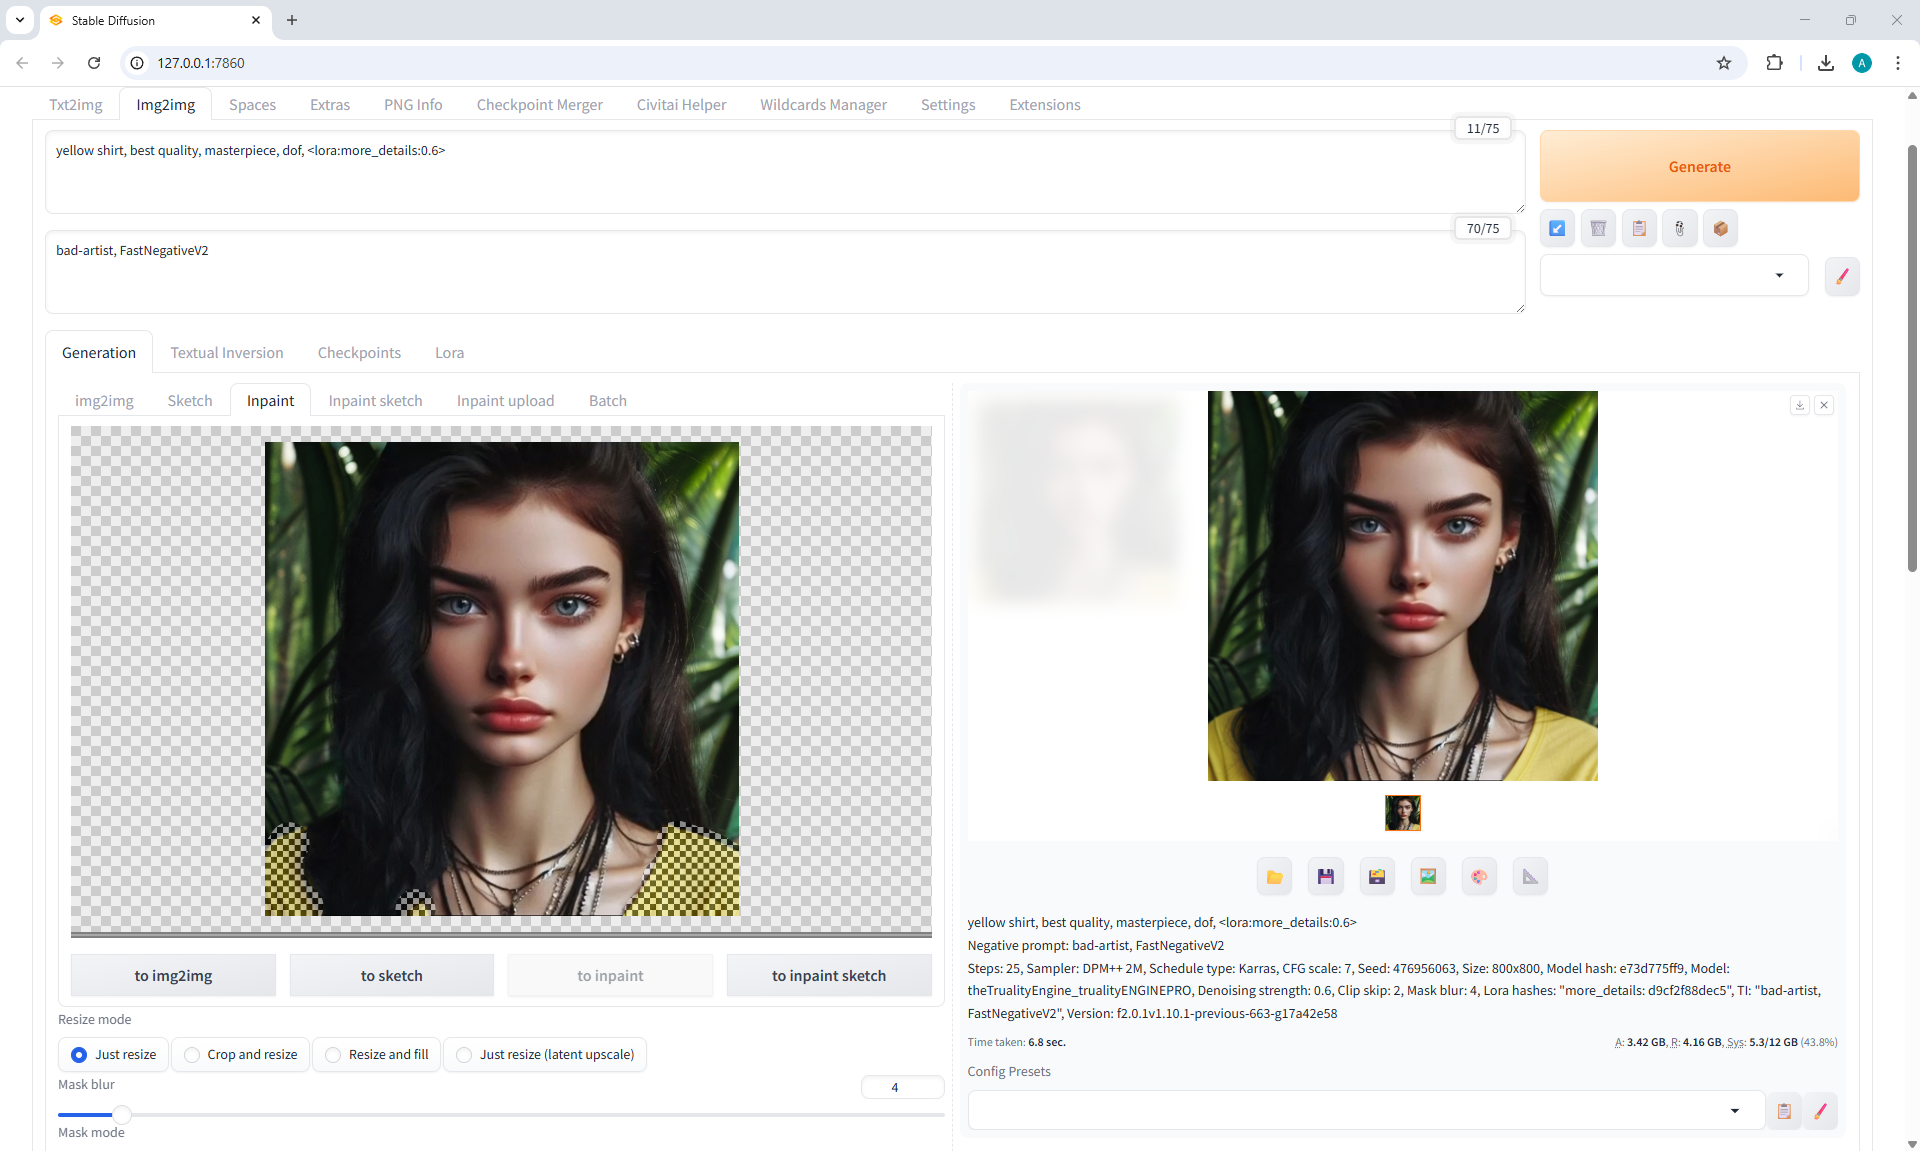 Stable Diffusion
127.0.0.1:7860
A
Txt2img Img2img Spaces Extras PNG Info Checkpoint Merger Civitai Helper Wildcards Manager Settings Extensions
11/75
yellow shirt, best quality, masterpiece, dof, <lora:more_details:0.6>
Generate
70/75
bad-artist, FastNegativeV2
Generation Textual Inversion Checkpoints Lora
img2img Sketch Inpaint Inpaint sketch Inpaint upload Batch
to img2img to sketch to inpaint to inpaint sketch
Resize mode
Just resize Crop and resize Resize and fill Just resize (latent upscale)
Mask blur 4
Mask mode
yellow shirt, best quality, masterpiece, dof, <lora:more_details:0.6>
Negative prompt: bad-artist, FastNegativeV2
Steps: 25, Sampler: DPM++ 2M, Schedule type: Karras, CFG scale: 7, Seed: 476956063, Size: 800x800, Model hash: e73d775ff9, Model:
theTrualityEngine_trualityENGINEPRO, Denoising strength: 0.6, Clip skip: 2, Mask blur: 4, Lora hashes: "more_details: d9cf2f88dec5", TI: "bad-artist,
FastNegativeV2", Version: f2.0.1v1.10.1-previous-663-g17a42e58
Time taken: 6.8 sec. A: 3.42 GB, R: 4.16 GB, Sys: 5.3/12 GB (43.8%)
Config Presets